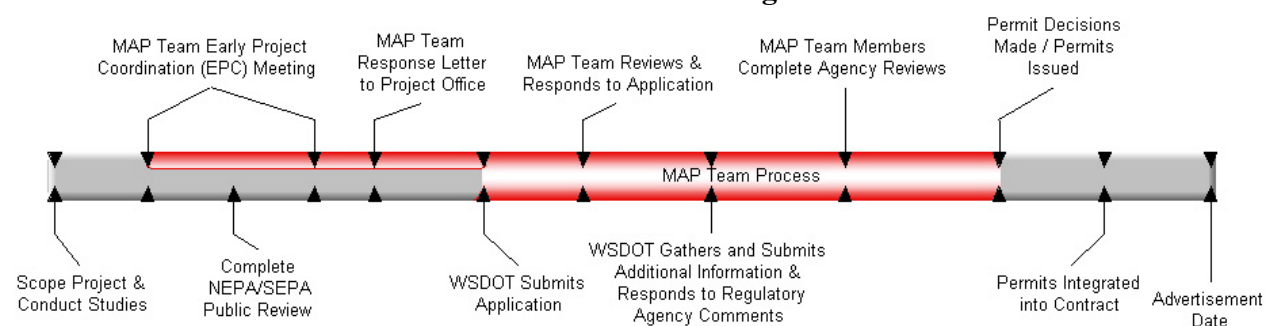 MAP Team Early Project
Coordination (EPC) Meeting
MAP Team
Response Letter
to Project Office
MAP Team Reviews &
Responds to Application
MAP Team Members
Complete Agency Reviews
Permit Decisions
Made / Permits
Issued
MAP Team Process
Scope Project &
Conduct Studies
Complete
NEPA/SEPA
Public Review
WSDOT Submits
Application
WSDOT Gathers and Submits
Additional Information &
Responds to Regulatory
Agency Comments
Permits Integrated
into Contract
Advertisement
Date